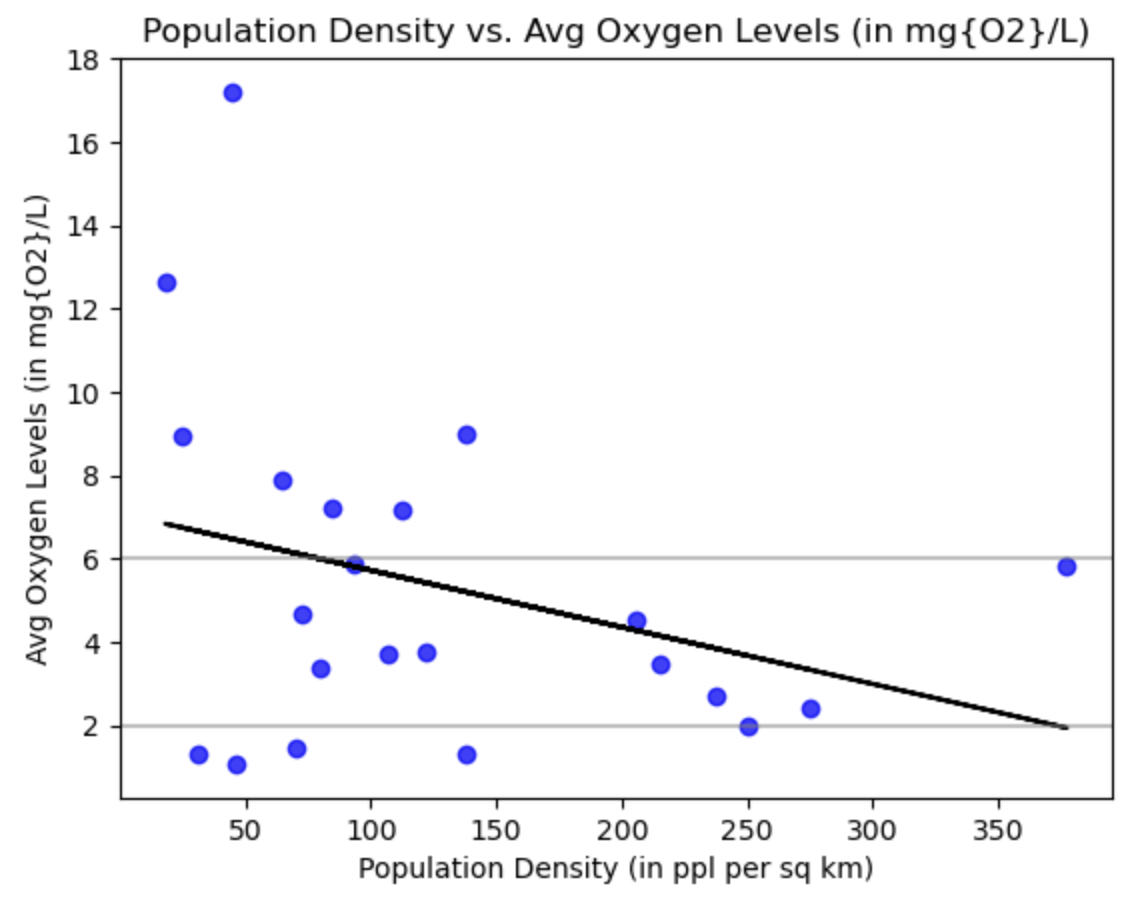 Population Density vs. Avg Oxygen Levels (in mg{O2}/L)
Avg Oxygen Levels (in mg{O2}/L)
18
16
14
12
10
8
6
4
2
50 100 150 200 250 300 350
Population Density (in ppl per sq km)